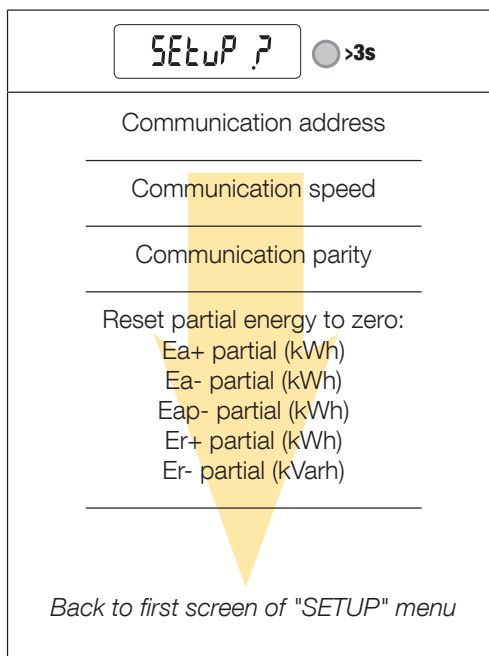 SEtuP ? >3s
Communication address
Communication speed
Communication parity
Reset partial energy to zero:
Ea+ partial (kWh)
Ea- partial (kWh)
Eap- partial (kWh)
Er+ partial (kWh)
Er- partial (kVarh)
Back to first screen of "SETUP" menu